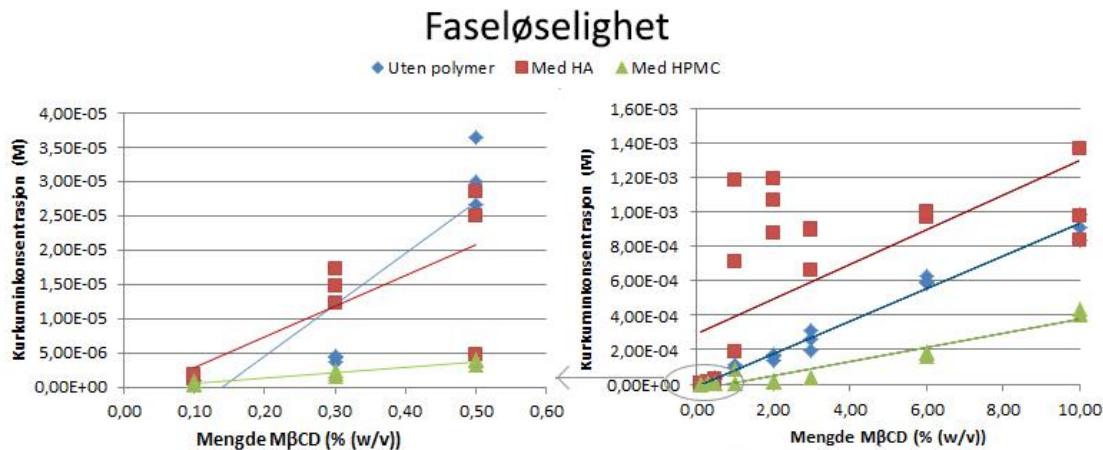 Faseløselighet
Uten polymer Med HA Med HPMC
Kurkuminkonsentrasjon (M)
4,00E-05
3,50E-05
3,00E-05
2,50E-05
2,00E-05
1,50E-05
1,00E-05
5,00E-06
0,00E+00
0,00 0,10 0,20 0,30 0,40 0,50 0,60
Mengde MβCD (% (w/v))
Kurkuminkonsentrasjon (M)
1,60E-03
1,40E-03
1,20E-03
1,00E-03
8,00E-04
6,00E-04
4,00E-04
2,00E-04
0,00E+00
0,00 2,00 4,00 6,00 8,00 10,00
Mengde MβCD (% (w/v))